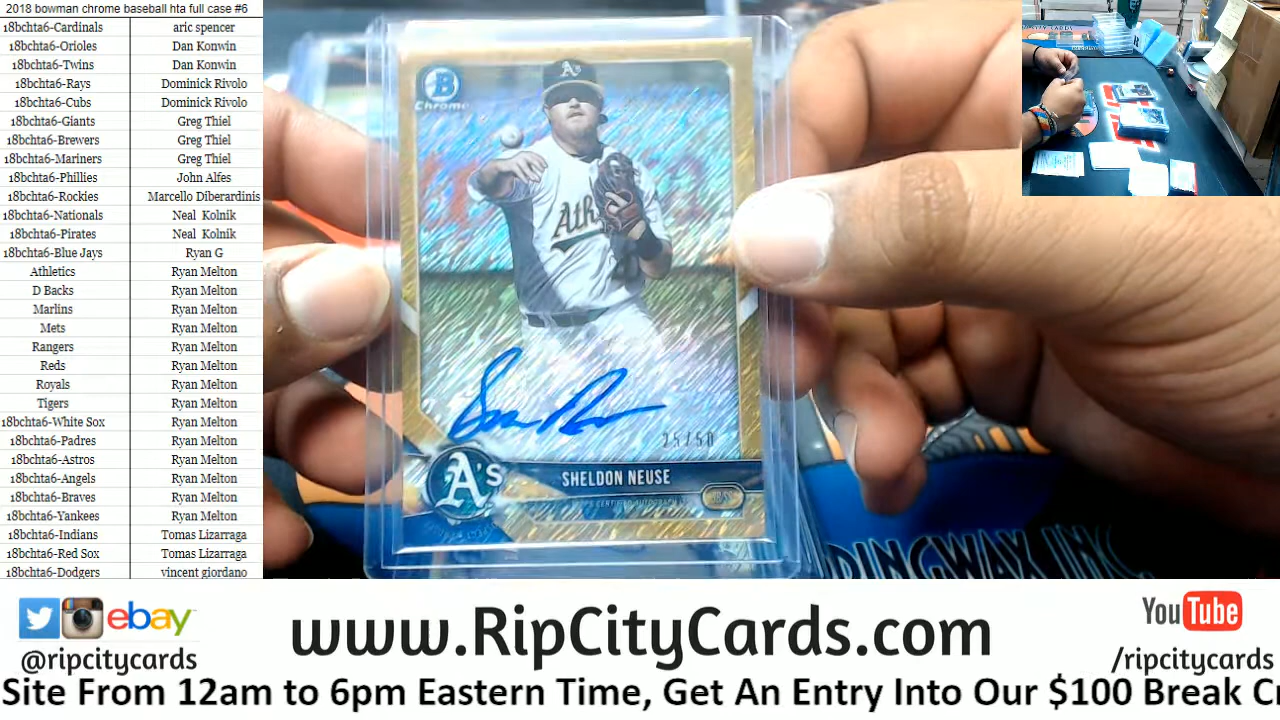 2018 bowman chrome baseball hta full case #6
18bchta6-Cardinals aric spencer
18bchta6-Orioles Dan Konwin
18bchta6-Twins Dan Konwin
18bchta6-Rays Dominick Rivolo
18bchta6-Cubs Dominick Rivolo
18bchta6-Giants Greg Thiel
18bchta6-Brewers Greg Thiel
18bchta6-Mariners Greg Thiel
18bchta6-Phillies John Alfes
18bchta6-Rockies Marcello Diberardinis
18bchta6-Nationals Neal Kolnik
18bchta6-Pirates Neal Kolnik
18bchta6-Blue Jays Ryan G
Athletics Ryan Melton
D Backs Ryan Melton
Marlins Ryan Melton
Mets Ryan Melton
Rangers Ryan Melton
Reds Ryan Melton
Royals Ryan Melton
Tigers Ryan Melton
18bchta6-White Sox Ryan Melton
18bchta6-Padres Ryan Melton
18bchta6-Astros Ryan Melton
18bchta6-Angels Ryan Melton
18bchta6-Braves Ryan Melton
18bchta6-Yankees Ryan Melton
18bchta6-Indians Tomas Lizarraga
18bchta6-Red Sox Tomas Lizarraga
18bchta6-Dodgers vincent giordano
B
Chrome
A's
Ath
25/50
A's
SHELDON NEUSE
CERTIFIED AUTOGRAPH
DINGWAX INC.
ebay
@ripcitycards
www.RipCityCards.com
YouTube
/ripcitycards
Site From 12am to 6pm Eastern Time, Get An Entry Into Our $100 Break C